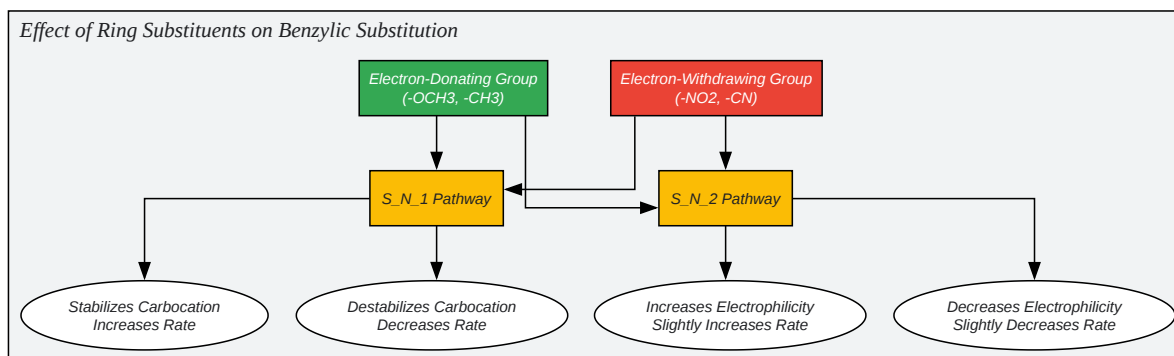 Effect of Ring Substituents on Benzylic Substitution
Electron-Donating Group
(-OCH3, -CH3)
Electron-Withdrawing Group
(-NO2, -CN)
S_N_1 Pathway
S_N_2 Pathway
Stabilizes Carbocation
Increases Rate
Destabilizes Carbocation
Decreases Rate
Increases Electrophilicity
Slightly Increases Rate
Decreases Electrophilicity
Slightly Decreases Rate